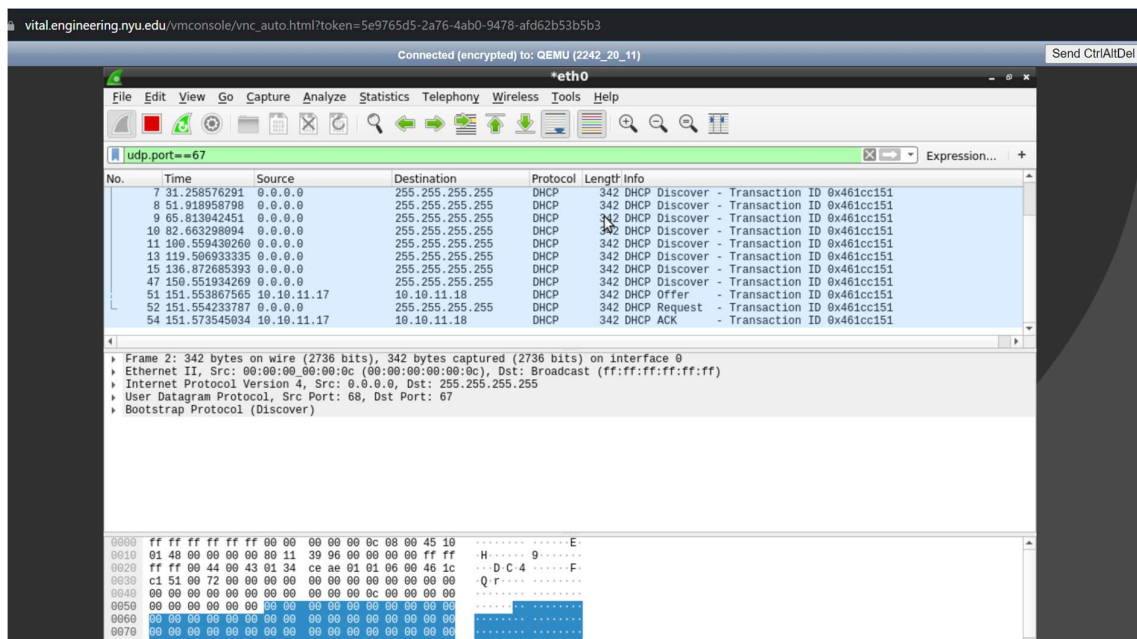 vital.engineering.nyu.edu/vmconsole/vnc_auto.html?token=5e9765d5-2a76-4ab0-9478-afd62b53b5b3
Connected (encrypted) to: QEMU (2242_20_11)
Send CtrlAltDel
*eth0
File Edit View Go Capture Analyze Statistics Telephony Wireless Tools Help
udp.port==67
Expression... +
No. Time Source Destination Protocol Length Info
7 31.258576291 0.0.0.0 255.255.255.255 DHCP 342 DHCP Discover - Transaction ID 0x461cc151
8 51.918958798 0.0.0.0 255.255.255.255 DHCP 342 DHCP Discover - Transaction ID 0x461cc151
9 65.813042451 0.0.0.0 255.255.255.255 DHCP 342 DHCP Discover - Transaction ID 0x461cc151
10 82.663298094 0.0.0.0 255.255.255.255 DHCP 342 DHCP Discover - Transaction ID 0x461cc151
11 100.559430260 0.0.0.0 255.255.255.255 DHCP 342 DHCP Discover - Transaction ID 0x461cc151
13 119.506933335 0.0.0.0 255.255.255.255 DHCP 342 DHCP Discover - Transaction ID 0x461cc151
15 136.872685393 0.0.0.0 255.255.255.255 DHCP 342 DHCP Discover - Transaction ID 0x461cc151
47 150.551934269 0.0.0.0 255.255.255.255 DHCP 342 DHCP Discover - Transaction ID 0x461cc151
51 151.553867565 10.10.11.17 10.10.11.18 DHCP 342 DHCP Offer - Transaction ID 0x461cc151
52 151.554233787 0.0.0.0 255.255.255.255 DHCP 342 DHCP Request - Transaction ID 0x461cc151
54 151.573545034 10.10.11.17 10.10.11.18 DHCP 342 DHCP ACK - Transaction ID 0x461cc151
Frame 2: 342 bytes on wire (2736 bits), 342 bytes captured (2736 bits) on interface 0
Ethernet II, Src: 00:00:00_00:00:0c (00:00:00:00:00:0c), Dst: Broadcast (ff:ff:ff:ff:ff:ff)
Internet Protocol Version 4, Src: 0.0.0.0, Dst: 255.255.255.255
User Datagram Protocol, Src Port: 68, Dst Port: 67
Bootstrap Protocol (Discover)
0000 ff ff ff ff ff ff 00 00 00 00 00 0c 08 00 45 10 ········ ······E·
0010 01 48 00 00 00 00 80 11 39 96 00 00 00 00 ff ff ·H······ 9·······
0020 ff ff 00 44 00 43 01 34 ce ae 01 01 06 00 46 1c ···D·C·4 ······F·
0030 c1 51 00 72 00 00 00 00 00 00 00 00 00 00 00 00 ·Q·r···· ········
0040 00 00 00 00 00 00 00 00 00 0c 00 00 00 00 00 00 ········ ········
0050 00 00 00 00 00 00 00 00 00 00 00 00 00 00 00 00 ········ ········
0060 00 00 00 00 00 00 00 00 00 00 00 00 00 00 00 00 ········ ········
0070 00 00 00 00 00 00 00 00 00 00 00 00 00 00 00 00 ········ ········